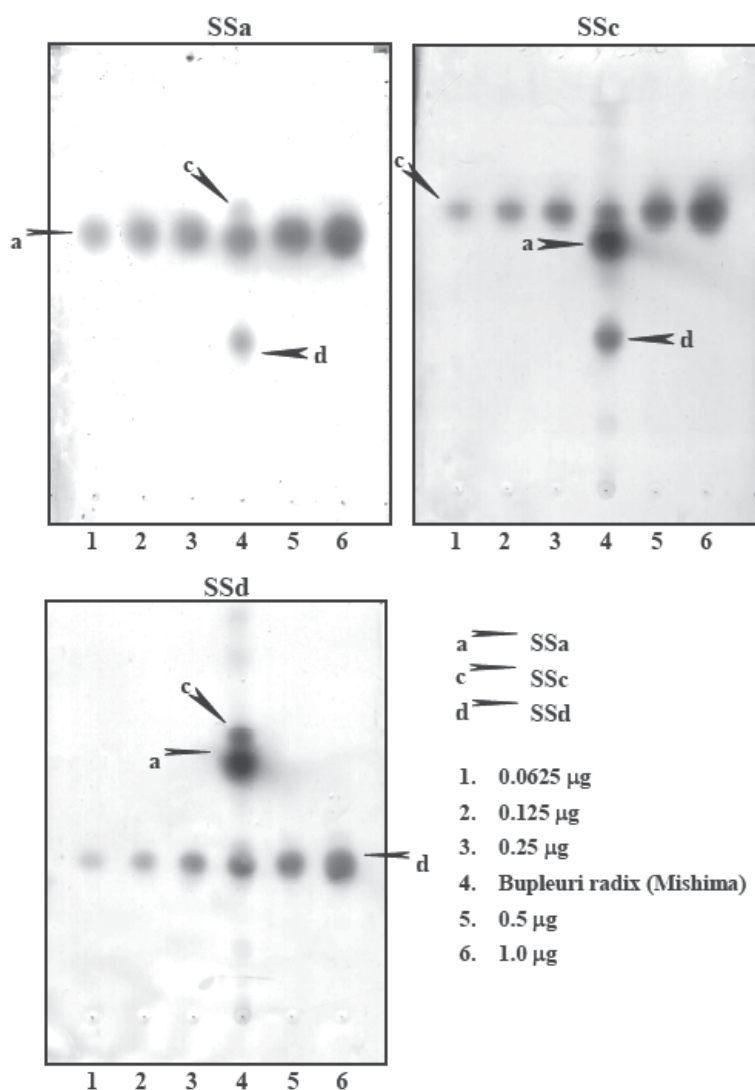 SSa
c
a
d
1 2 3 4 5 6
SSc
c
a
d
1 2 3 4 5 6
SSd
c
a
d
1 2 3 4 5 6
a SSa
c SSc
d SSd
1. 0.0625 μg
2. 0.125 μg
3. 0.25 μg
4. Bupleuri radix (Mishima)
5. 0.5 μg
6. 1.0 μg